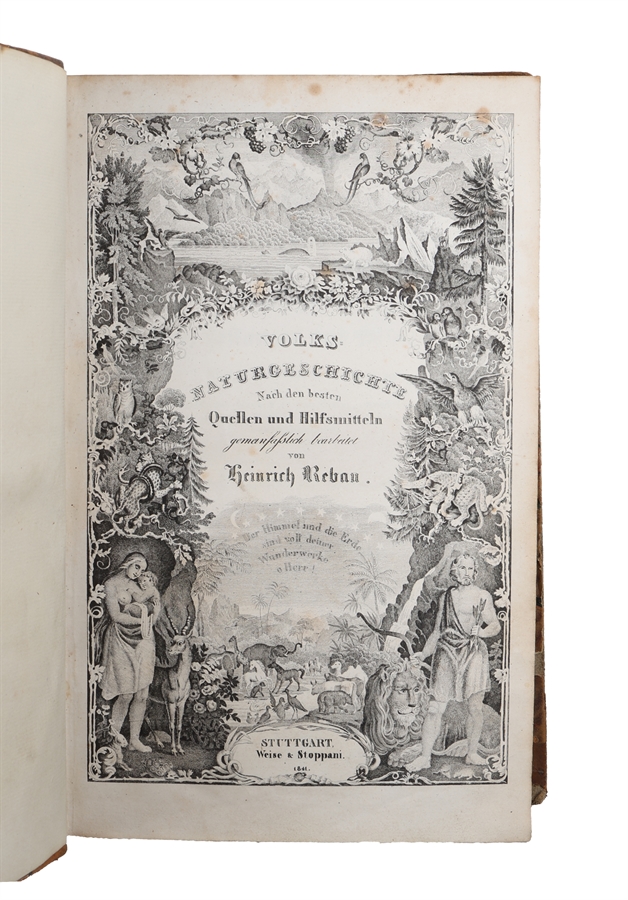 VOLKS-
NATURGESCHICHTE
Nach den besten
Quellen und Hilfsmitteln
gemeinfaßlich bearbeitet
von
Heinrich Rebau.
Der Himmel und die Erde
sind voll deiner
Wunderwerke
o Herr!
STUTTGART,
Weise & Stoppani.
1841.